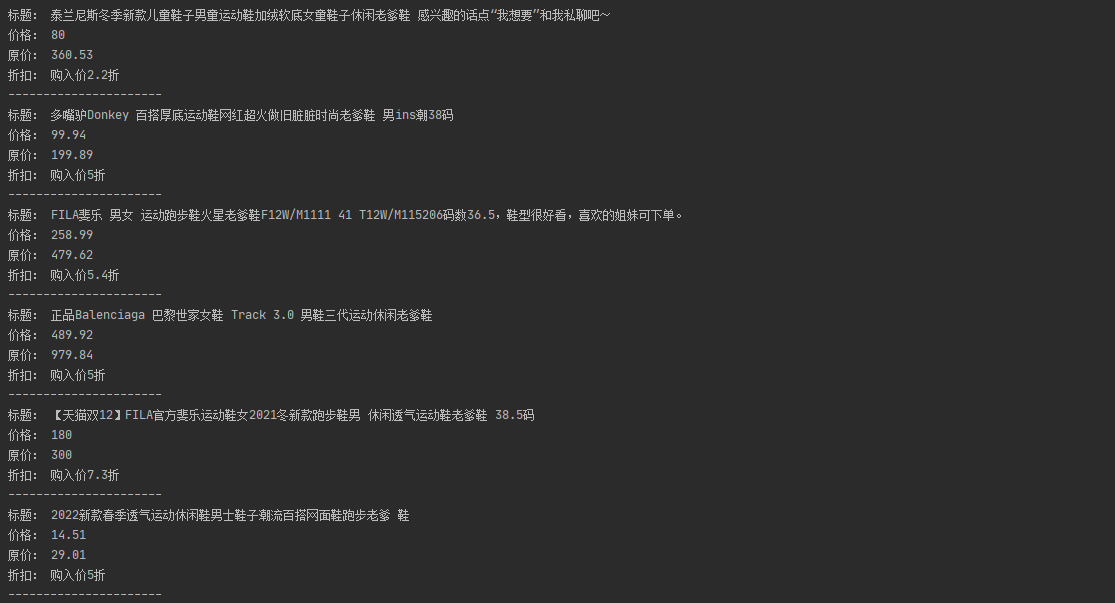 标题： 泰兰尼斯冬季新款儿童鞋子男童运动鞋加绒软底女童鞋子休闲老爹鞋 感兴趣的话点“我想要”和我私聊吧～
价格： 80
原价： 360.53
折扣： 购入价2.2折
----------------------
标题： 多嘴驴Donkey 百搭厚底运动鞋网红超火做旧脏脏时尚老爹鞋 男ins潮38码
价格： 99.94
原价： 199.89
折扣： 购入价5折
----------------------
标题： FILA斐乐 男女 运动跑步鞋火星老爹鞋F12W/M1111 41 T12W/M115206码数36.5，鞋型很好看，喜欢的姐妹可下单。
价格： 258.99
原价： 479.62
折扣： 购入价5.4折
----------------------
标题： 正品Balenciaga 巴黎世家女鞋 Track 3.0 男鞋三代运动休闲老爹鞋
价格： 489.92
原价： 979.84
折扣： 购入价5折
----------------------
标题： 【天猫双12】FILA官方斐乐运动鞋女2021冬新款跑步鞋男 休闲透气运动鞋老爹鞋 38.5码
价格： 180
原价： 300
折扣： 购入价7.3折
----------------------
标题： 2022新款春季透气运动休闲鞋男士鞋子潮流百搭网面鞋跑步老爹 鞋
价格： 14.51
原价： 29.01
折扣： 购入价5折
----------------------